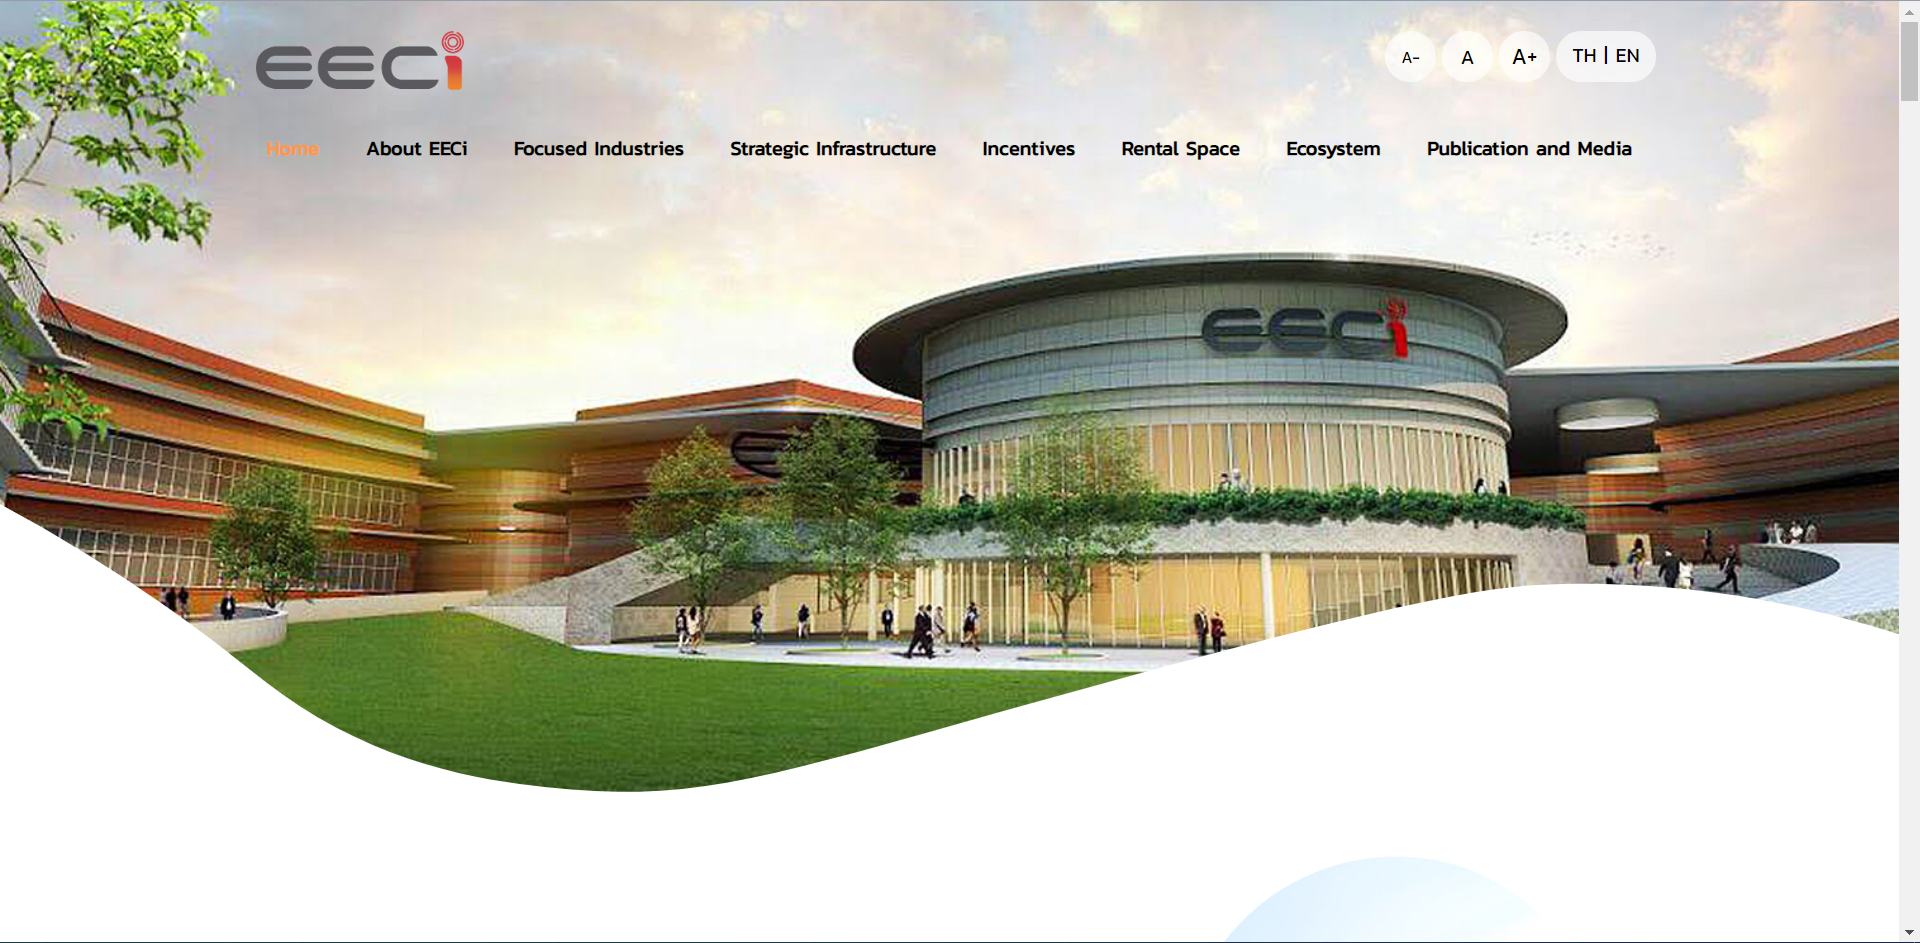 EECi
A-
A
A+
TH | EN
Home
About EECi
Focused Industries
Strategic Infrastructure
Incentives
Rental Space
Ecosystem
Publication and Media
EECi